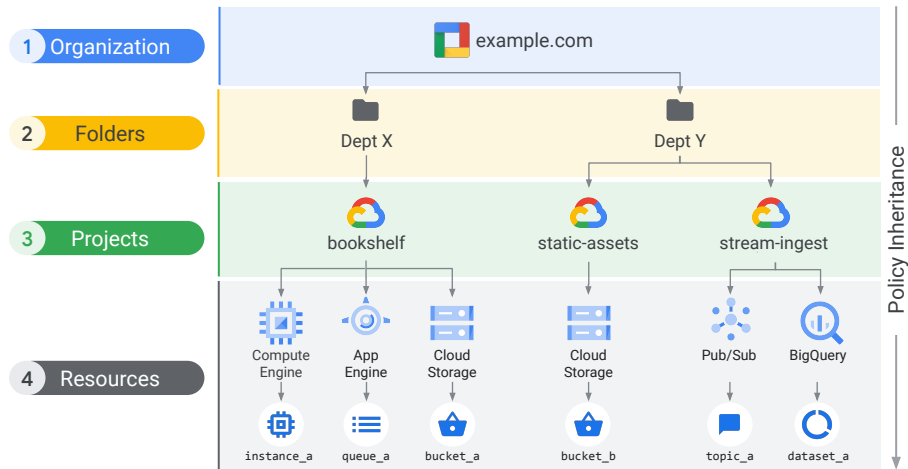 1 Organization
example.com
2 Folders
Dept X
Dept Y
3 Projects
bookshelf
static-assets
stream-ingest
4 Resources
Compute
Engine
App
Engine
Cloud
Storage
Cloud
Storage
Pub/Sub
BigQuery
instance_a
queue_a
bucket_a
bucket_b
topic_a
dataset_a
Policy Inheritance